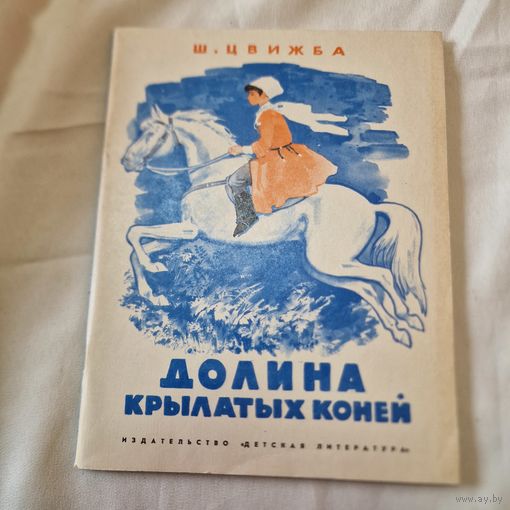 Ш. ЦВИЖБА
ДОЛИНА
КРЫЛАТЫХ КОНЕЙ
ИЗДАТЕЛЬСТВО «ДЕТСКАЯ ЛИТЕРАТУРА»
www.ay.by